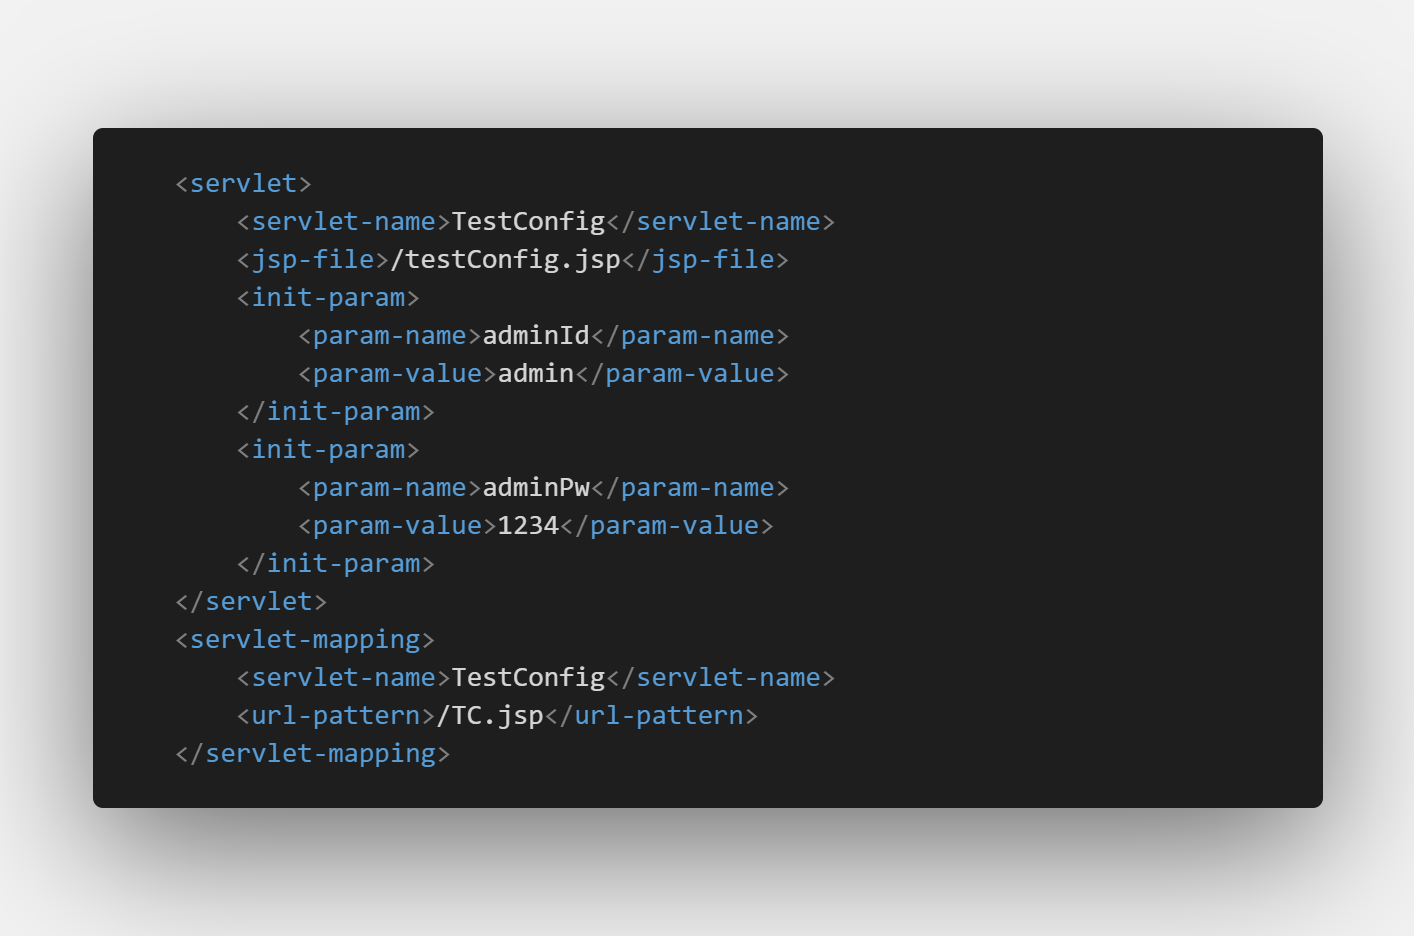 <servlet>
    <servlet-name>TestConfig</servlet-name>
    <jsp-file>/testConfig.jsp</jsp-file>
    <init-param>
        <param-name>adminId</param-name>
        <param-value>admin</param-value>
    </init-param>
    <init-param>
        <param-name>adminPw</param-name>
        <param-value>1234</param-value>
    </init-param>
</servlet>
<servlet-mapping>
    <servlet-name>TestConfig</servlet-name>
    <url-pattern>/TC.jsp</url-pattern>
</servlet-mapping>